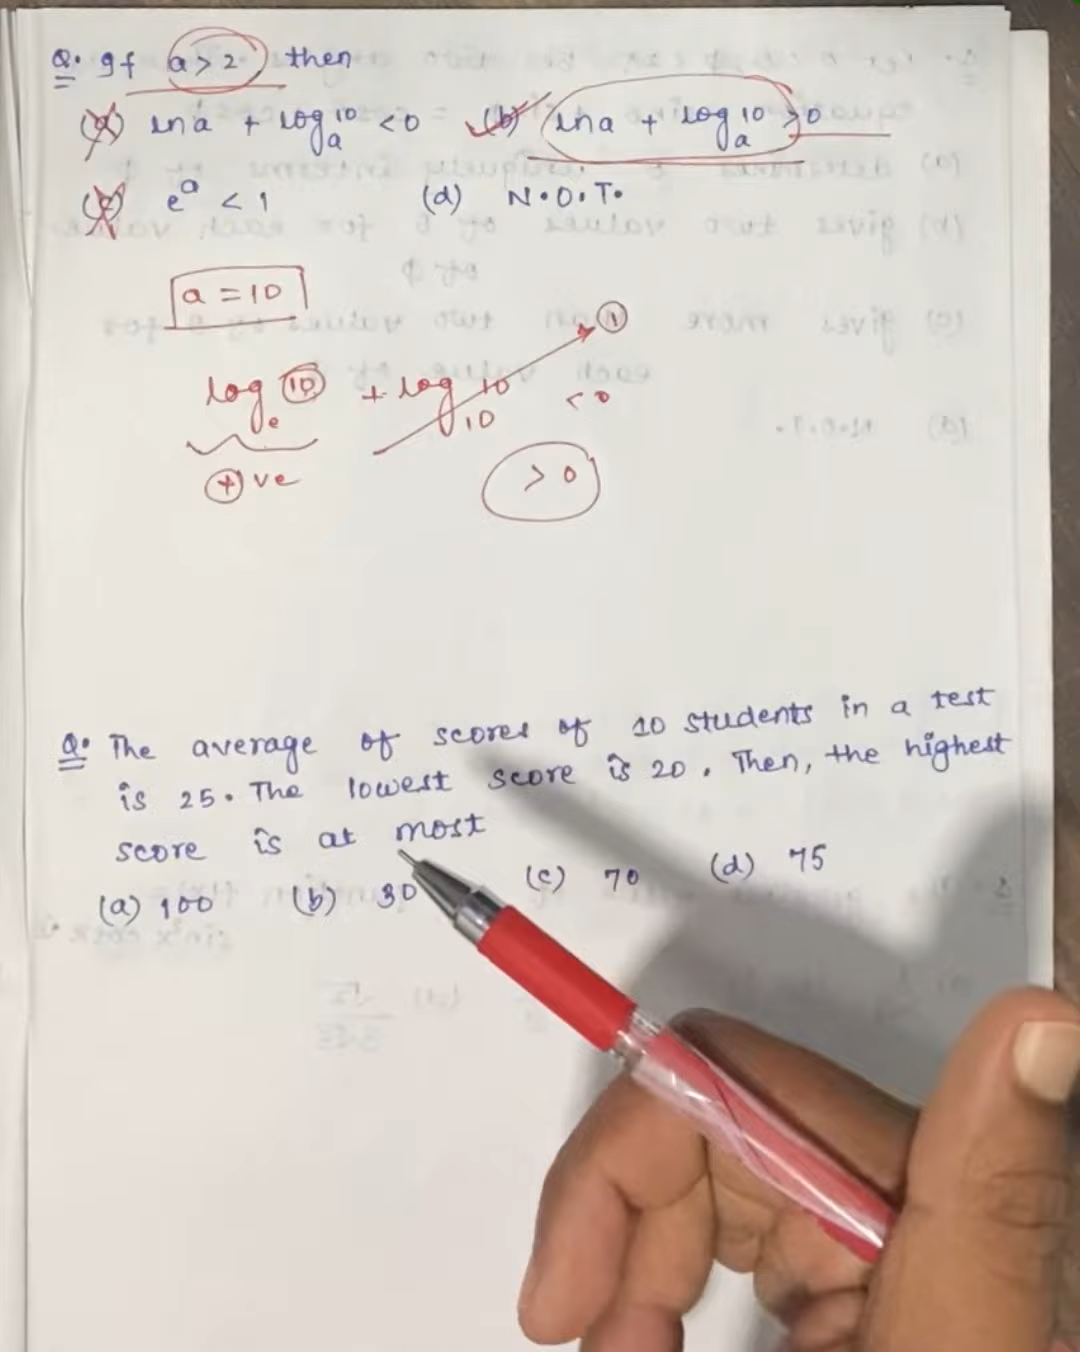 Q. If a > 2, then
(a) ln a + log_a 10 < 0 (b) ln a + log_a 10 > 0
(c) e^a < 1 (d) N.O.T.
a = 10
log_e 10 + log_10 10 1
< 0
+ ve > 0
Q. The average of scores of 10 students in a test
is 25. The lowest score is 20. Then, the highest
score is at most
(a) 100 (b) 30 (c) 70 (d) 75